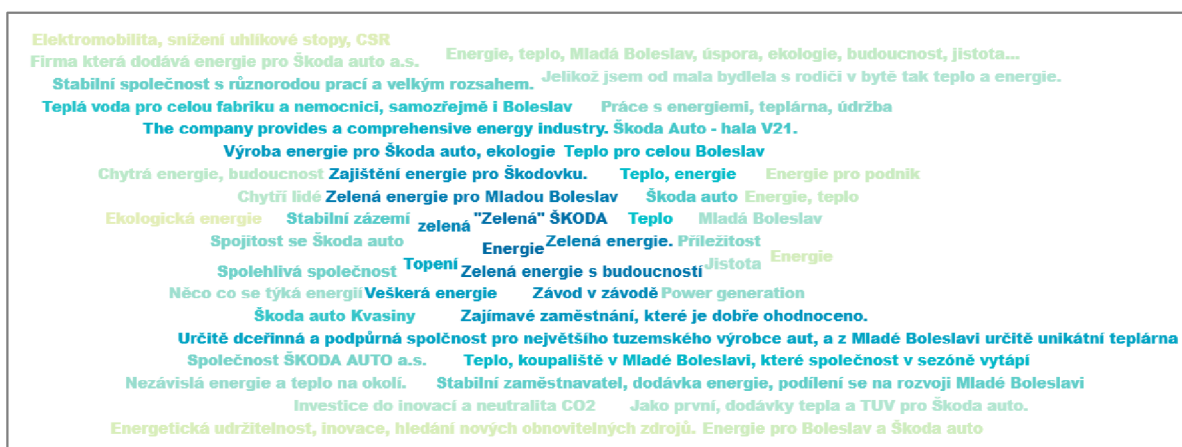 Elektromobilita, snížení uhlíkové stopy, CSR
Energie, teplo, Mladá Boleslav, úspora, ekologie, budoucnost, jistota...
Firma která dodává energie pro Škoda auto a.s.
Jelikož jsem od mala bydlela s rodiči v bytě tak teplo a energie.
Stabilní společnost s různorodou prací a velkým rozsahem.
Teplá voda pro celou fabriku a nemocnici, samozřejmě i Boleslav
Práce s energiemi, teplárna, údržba
The company provides a comprehensive energy industry.
Škoda Auto - hala V21.
Výroba energie pro Škoda auto, ekologie
Teplo pro celou Boleslav
Chytrá energie, budoucnost
Zajištění energie pro Škodovku.
Teplo, energie
Energie pro podnik
Chytří lidé
Zelená energie pro Mladou Boleslav
Škoda auto
Energie, teplo
Ekologická energie
Stabilní zázemí
zelená
"Zelená" ŠKODA
Teplo
Mladá Boleslav
Spojitost se Škoda auto
Energie
Zelená energie.
Příležitost
Spolehlivá společnost
Topení
Zelená energie s budoucností
Jistota
Energie
Něco co se týká energií
Veškerá energie
Závod v závodě
Power generation
Škoda auto Kvasiny
Zajímavé zaměstnání, které je dobře ohodnoceno.
Určitě dceřinná a podpůrná spolčnost pro největšího tuzemského výrobce aut, a z Mladé Boleslavi určitě unikátní teplárna
Společnost ŠKODA AUTO a.s.
Teplo, koupaliště v Mladé Boleslavi, které společnost v sezóně vytápí
Nezávislá energie a teplo na okolí.
Stabilní zaměstnavatel, dodávka energie, podílení se na rozvoji Mladé Boleslavi
Investice do inovací a neutralita CO2
Jako první, dodávky tepla a TUV pro Škoda auto.
Energetická udržitelnost, inovace, hledání nových obnovitelných zdrojů.
Energie pro Boleslav a Škoda auto